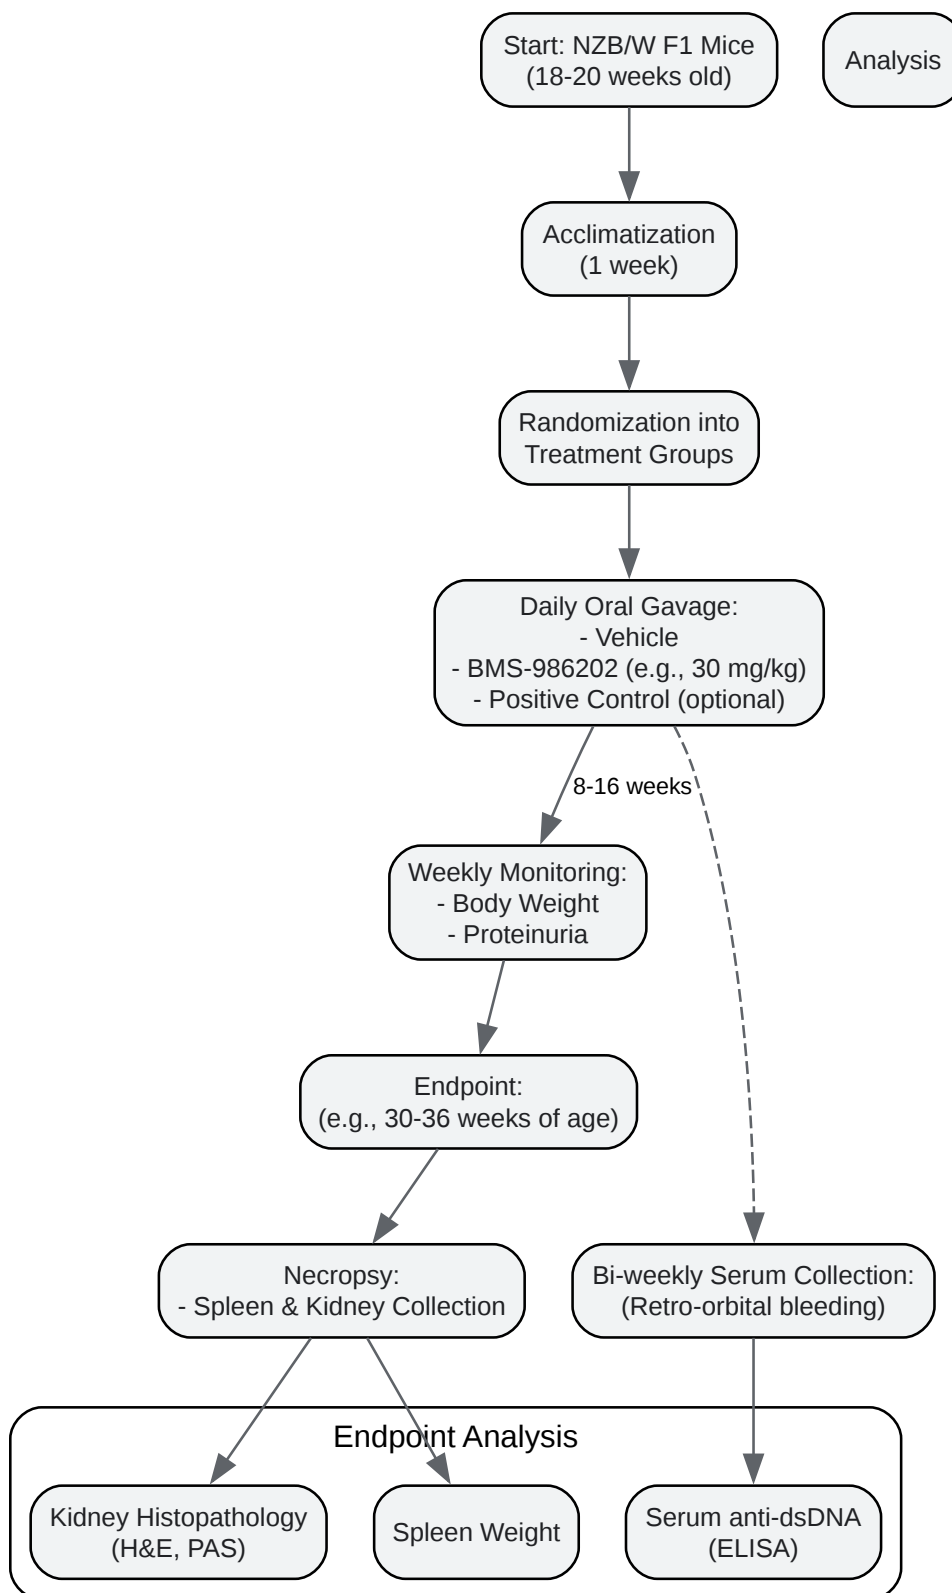 Start: NZB/W F1 Mice
(18-20 weeks old)
Analysis
Acclimatization
(1 week)
Randomization into
Treatment Groups
Daily Oral Gavage:
- Vehicle
- BMS-986202 (e.g., 30 mg/kg)
- Positive Control (optional)
8-16 weeks
Weekly Monitoring:
- Body Weight
- Proteinuria
Endpoint:
(e.g., 30-36 weeks of age)
Necropsy:
- Spleen & Kidney Collection
Bi-weekly Serum Collection:
(Retro-orbital bleeding)
Endpoint Analysis
Kidney Histopathology
(H&E, PAS)
Spleen Weight
Serum anti-dsDNA
(ELISA)